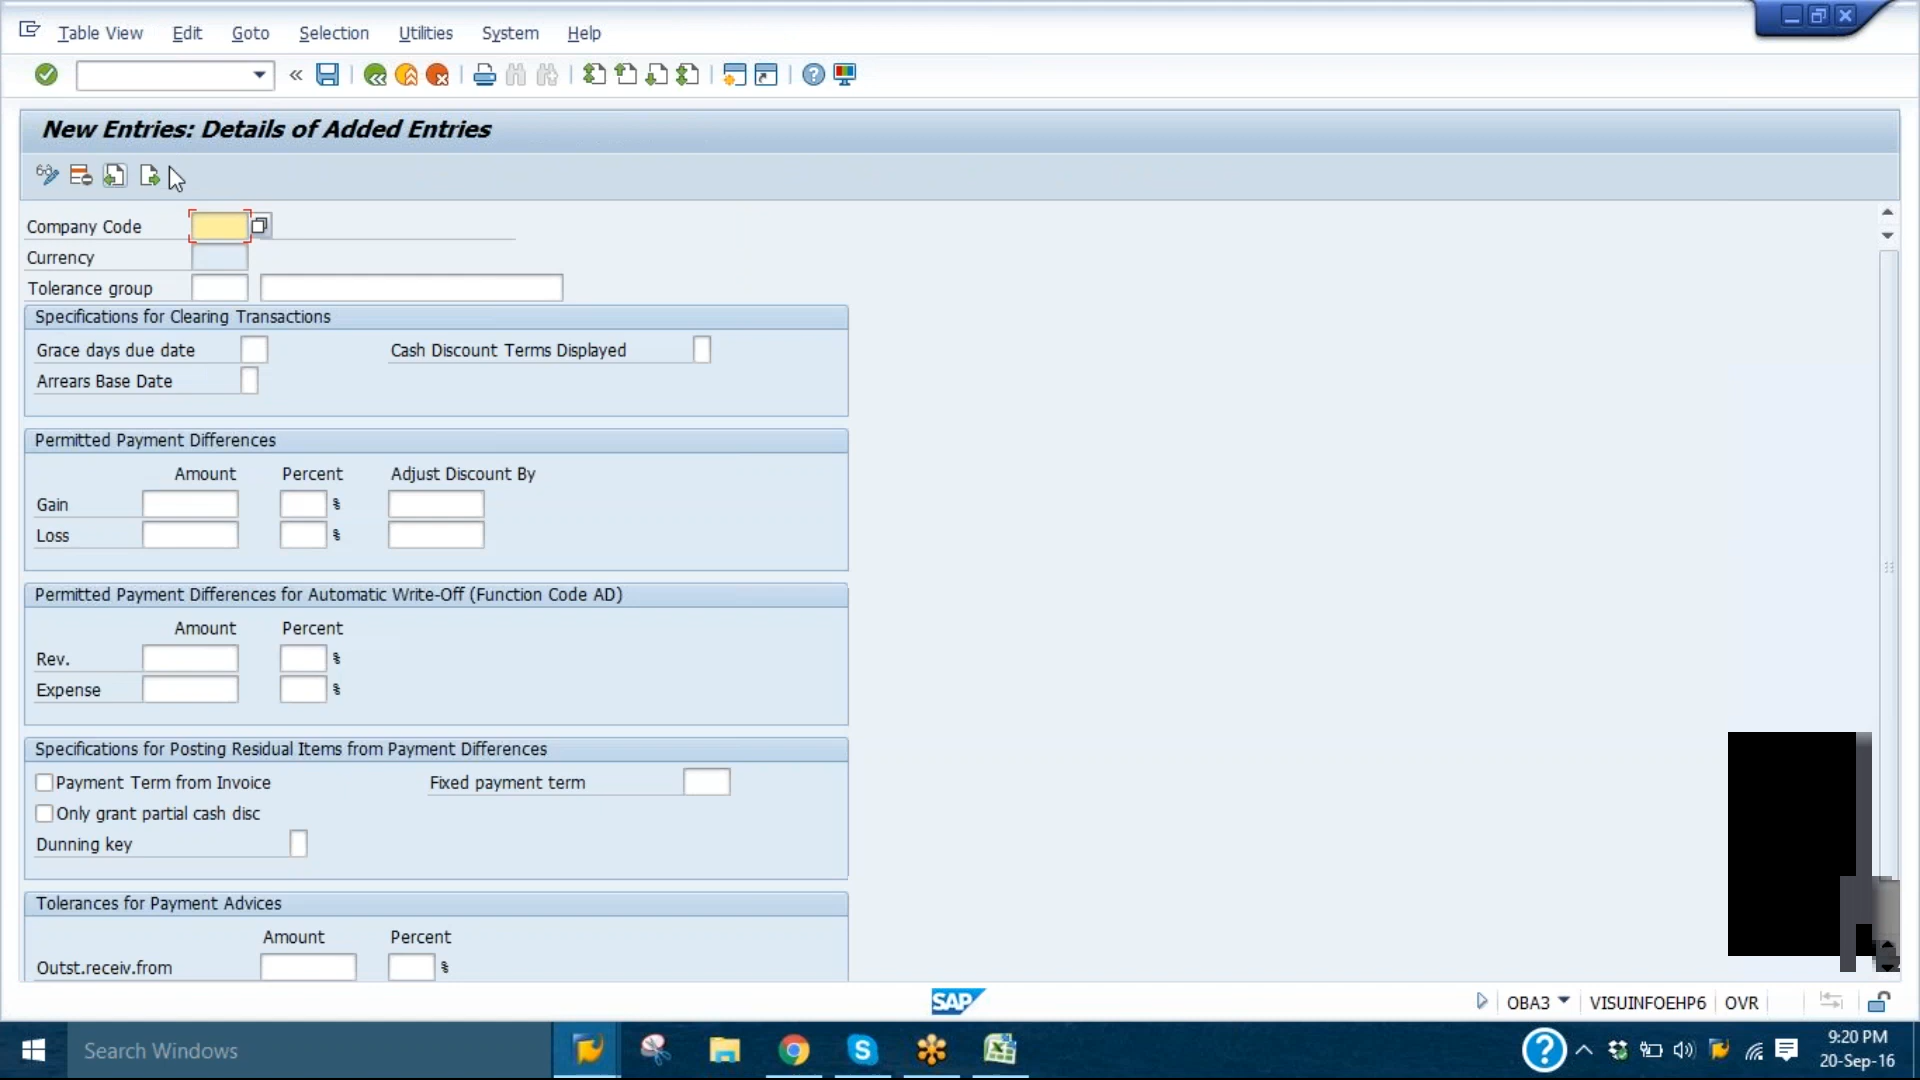 Table View Edit Goto Selection Utilities System Help
New Entries: Details of Added Entries
Company Code
Currency
Tolerance group
Specifications for Clearing Transactions
Grace days due date Cash Discount Terms Displayed
Arrears Base Date
Permitted Payment Differences
Amount Percent Adjust Discount By
Gain %
Loss %
Permitted Payment Differences for Automatic Write-Off (Function Code AD)
Amount Percent
Rev. %
Expense %
Specifications for Posting Residual Items from Payment Differences
Payment Term from Invoice Fixed payment term
Only grant partial cash disc
Dunning key
Tolerances for Payment Advices
Amount Percent
Outst.receiv.from %
SAP OBA3 VISUINFOEHP6 OVR
Search Windows
9:20 PM
20-Sep-16